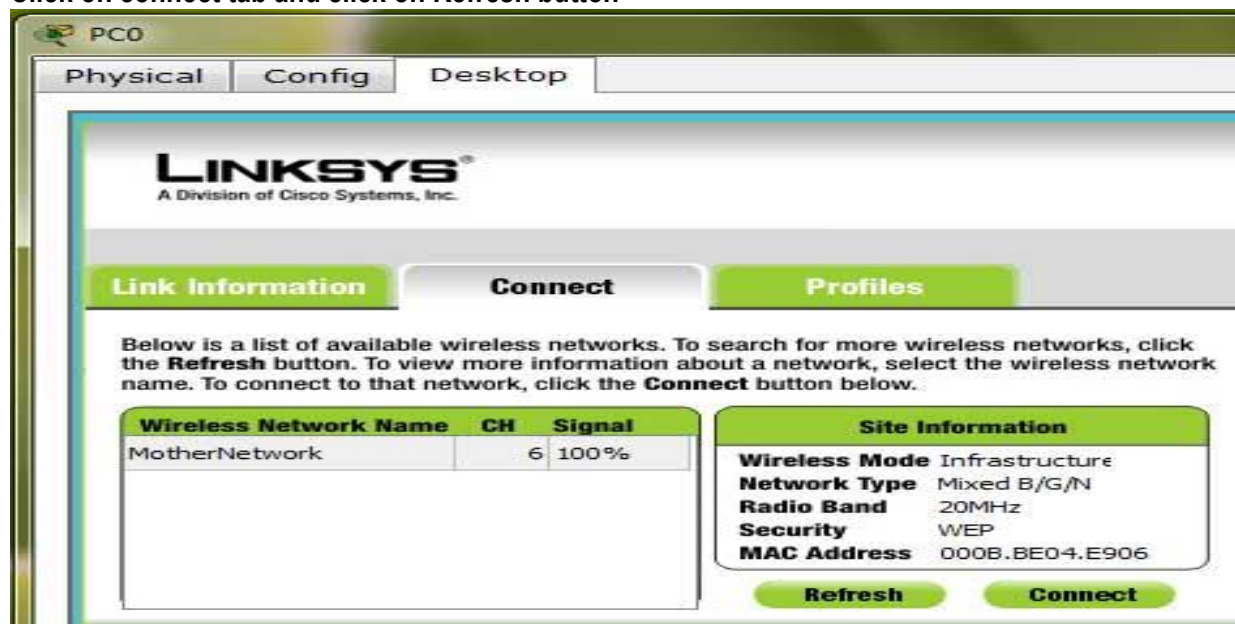 Click on connect tab and click on Refresh button
PC0
Physical Config Desktop
LINKSYS®
A Division of Cisco Systems, Inc.
Link Information Connect Profiles
Below is a list of available wireless networks. To search for more wireless networks, click
the Refresh button. To view more information about a network, select the wireless network
name. To connect to that network, click the Connect button below.
Wireless Network Name CH Signal
MotherNetwork 6 100%
Site Information
Wireless Mode Infrastructure
Network Type Mixed B/G/N
Radio Band 20MHz
Security WEP
MAC Address 000B.BE04.E906
Refresh Connect